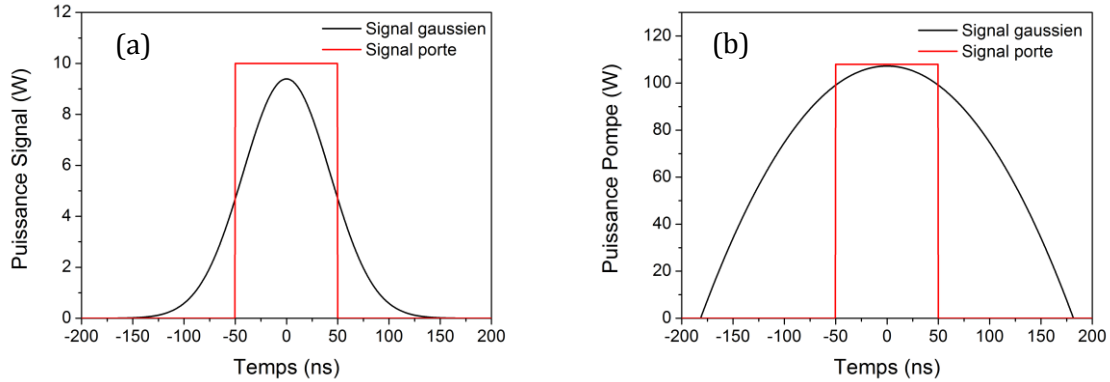 (a)
Signal gaussien
Signal porte
Puissance Signal (W)
12
10
8
6
4
2
0
-200 -150 -100 -50 0 50 100 150 200
Temps (ns)
(b)
Signal gaussien
Signal porte
Puissance Pompe (W)
120
100
80
60
40
20
0
-200 -150 -100 -50 0 50 100 150 200
Temps (ns)